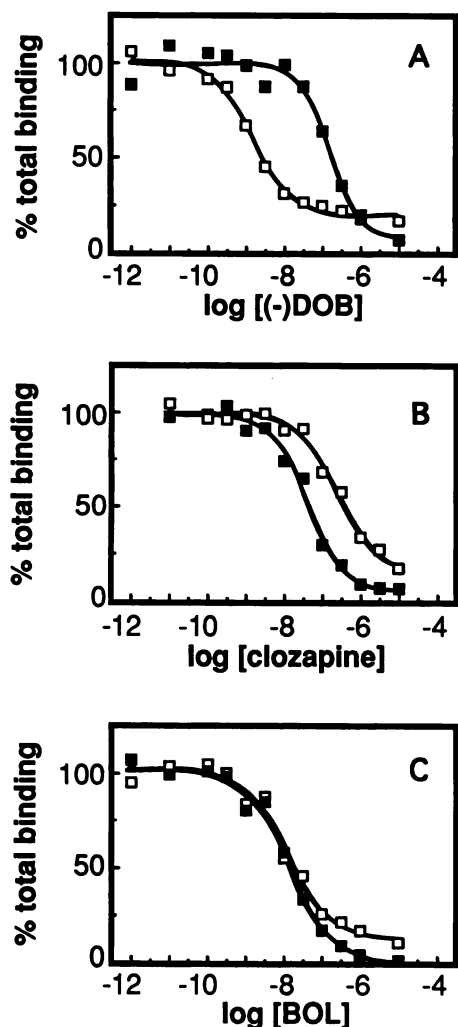 A
% total binding
100
50
0
-12 -10 -8 -6 -4
log [(-)DOB]
B
% total binding
100
50
0
-12 -10 -8 -6 -4
log [clozapine]
C
% total binding
100
50
0
-12 -10 -8 -6 -4
log [BOL]